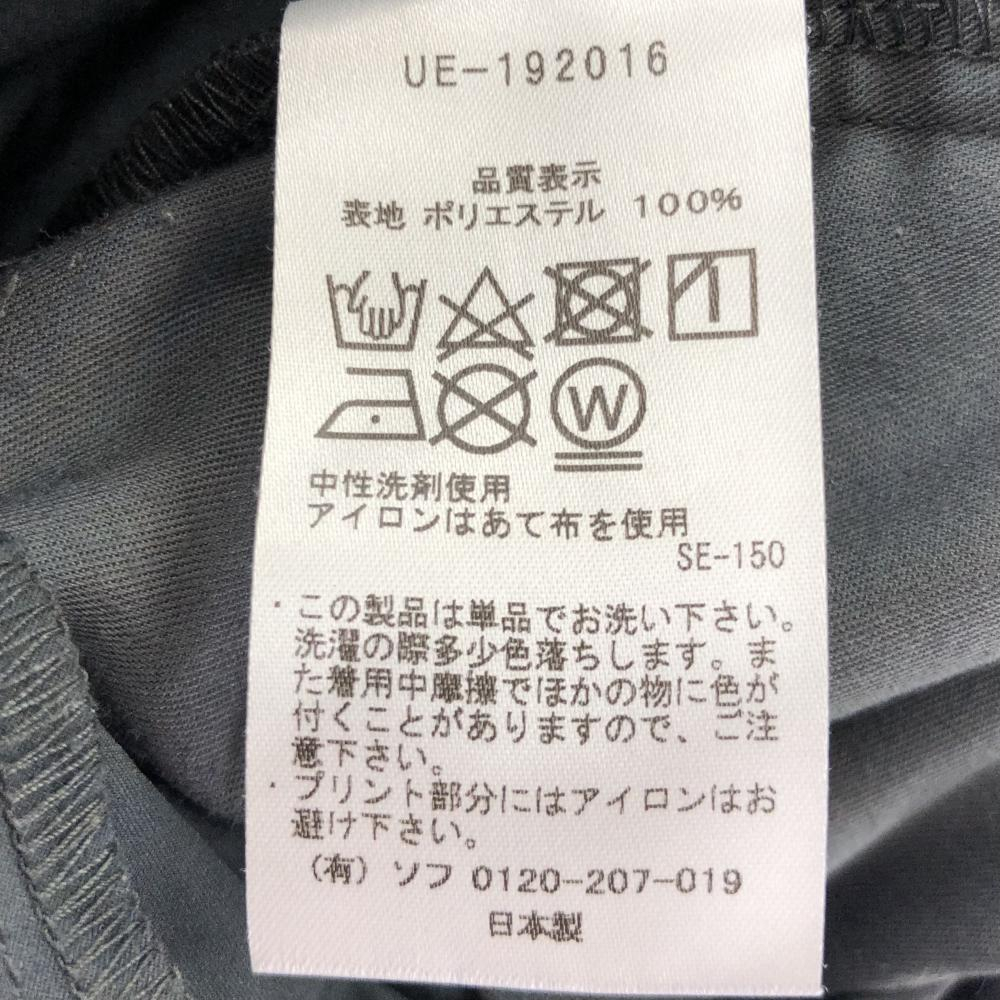 UE-192016
品質表示
表地 ポリエステル 100%
W
中性洗剤使用
アイロンはあて布を使用
SE-150
・この製品は単品でお洗い下さい。
洗濯の際多少色落ちします。ま
た着用中摩擦でほかの物に色が
付くことがありますので、ご注
意下さい。
・プリント部分にはアイロンはお
避け下さい。
(有) ソフ 0120-207-019
日本製